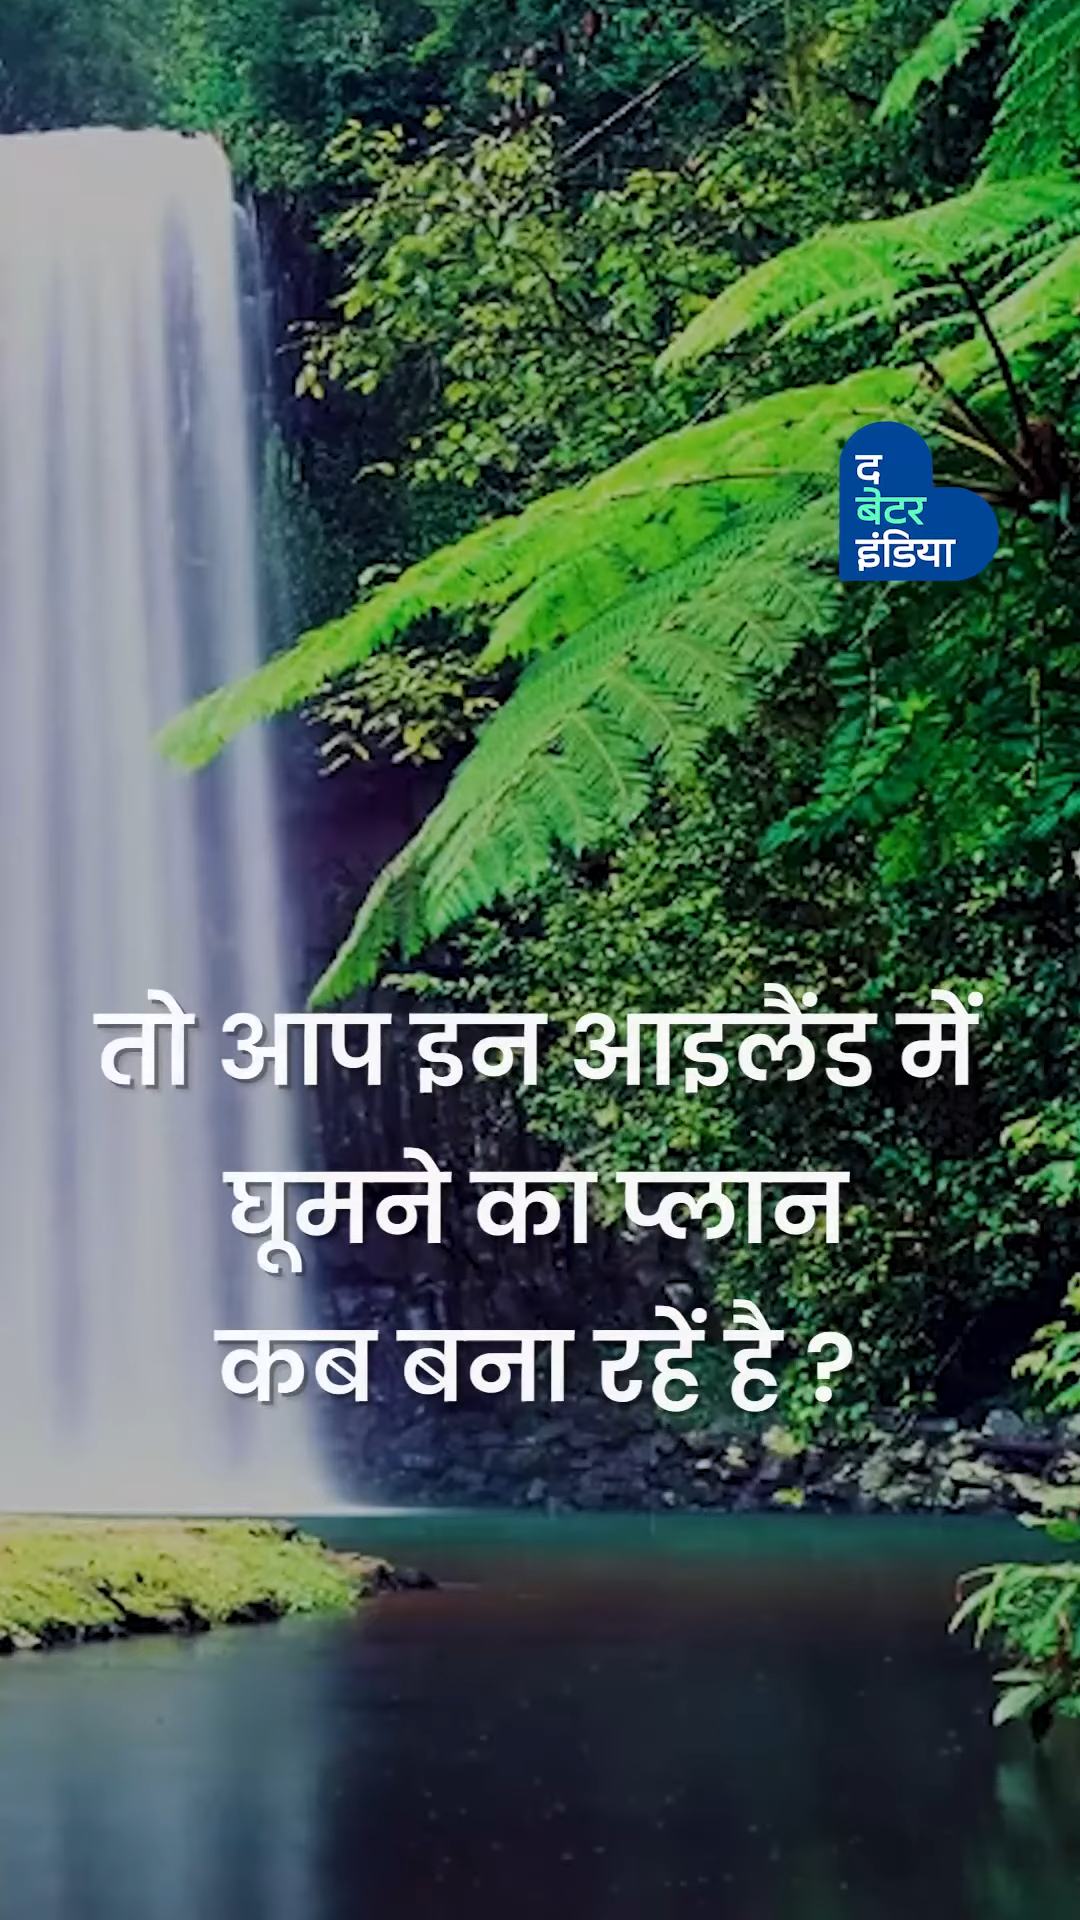 द
बेटर
इंडिया
तो आप इन आइलैंड में
घूमने का प्लान
कब बना रहें है ?